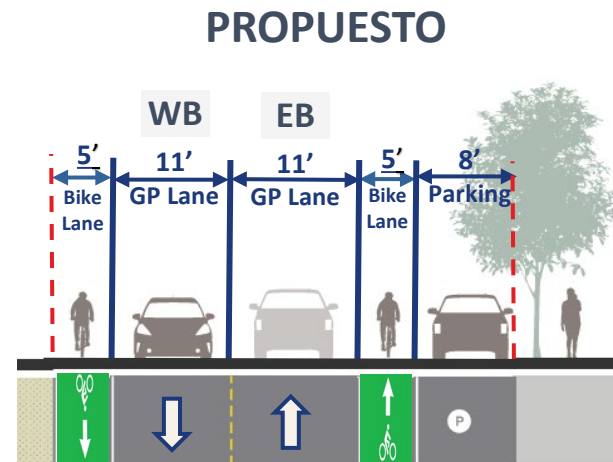 PROPUESTO
WB
EB
5’
11’
11’
5’
8’
Bike
Lane
GP Lane
GP Lane
Bike
Lane
Parking
P